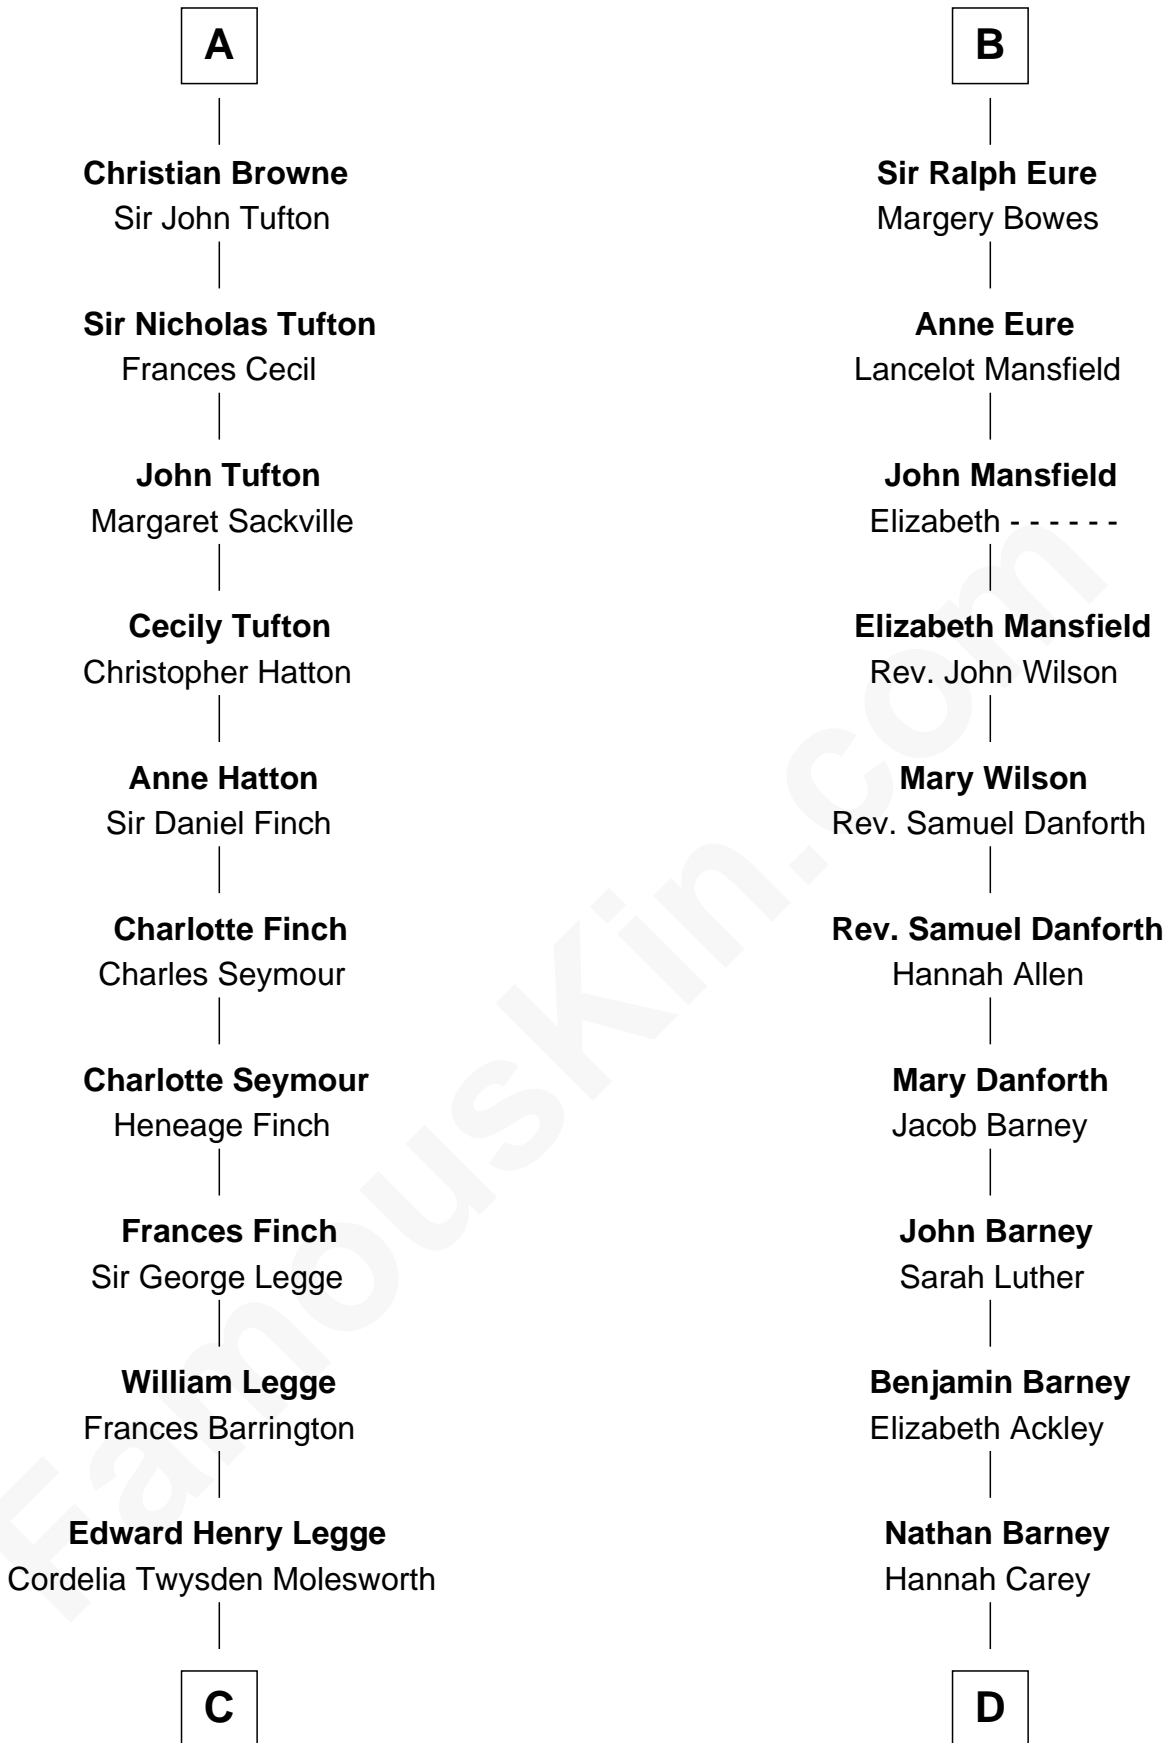 A
Christian Browne
Sir John Tufton
Sir Nicholas Tufton
Frances Cecil
John Tufton
Margaret Sackville
Cecily Tufton
Christopher Hatton
Anne Hatton
Sir Daniel Finch
Charlotte Finch
Charles Seymour
Charlotte Seymour
Heneage Finch
Frances Finch
Sir George Legge
William Legge
Frances Barrington
Edward Henry Legge
Cordelia Twysden Molesworth
C
B
Sir Ralph Eure
Margery Bowes
Anne Eure
Lancelot Mansfield
John Mansfield
Elizabeth - - - - - -
Elizabeth Mansfield
Rev. John Wilson
Mary Wilson
Rev. Samuel Danforth
Rev. Samuel Danforth
Hannah Allen
Mary Danforth
Jacob Barney
John Barney
Sarah Luther
Benjamin Barney
Elizabeth Ackley
Nathan Barney
Hannah Carey
D
FamousKin.com